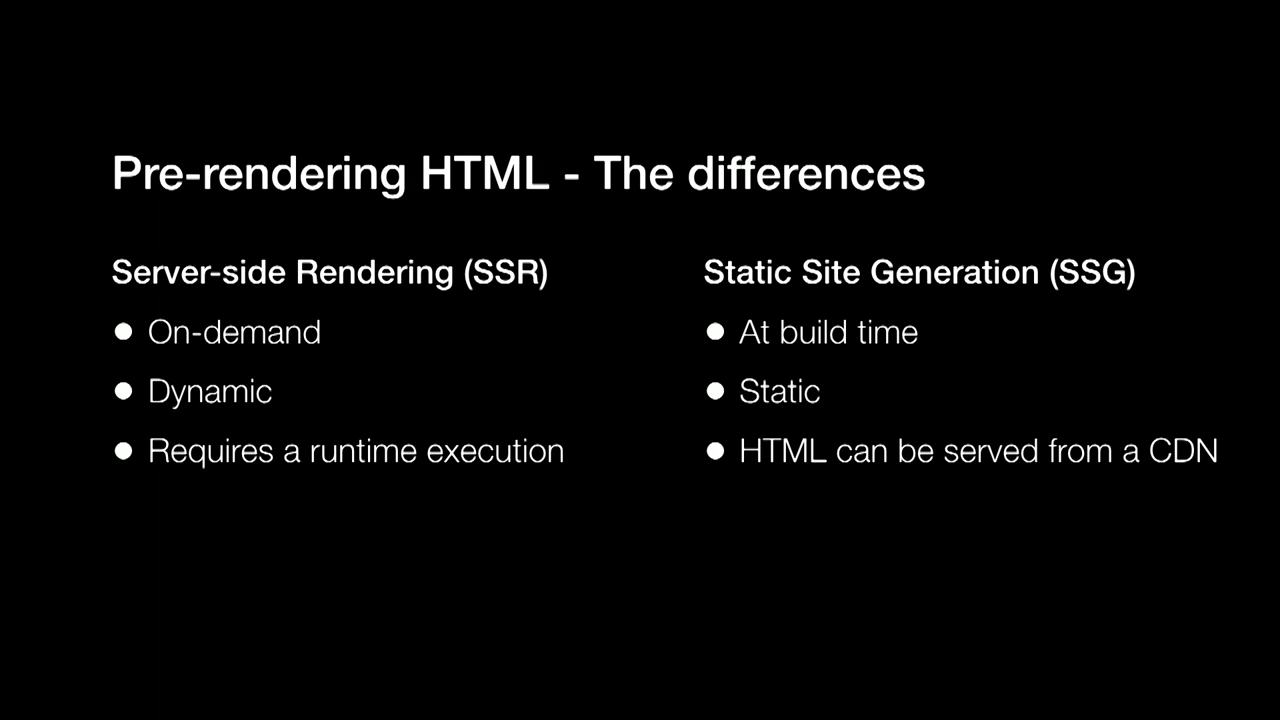 Pre-rendering HTML - The differences
Server-side Rendering (SSR)
● On-demand
● Dynamic
● Requires a runtime execution
Static Site Generation (SSG)
● At build time
● Static
● HTML can be served from a CDN